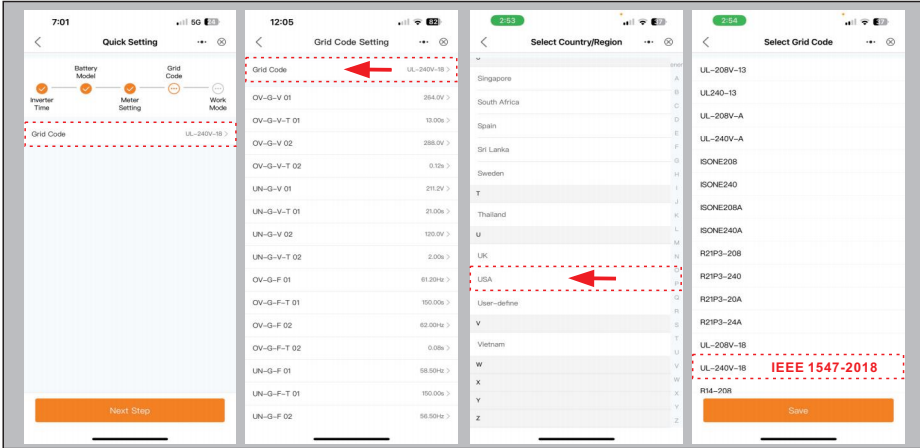 7:01
5G 38
Quick Setting
Battery
Model
Grid
Code
Inverter
Time
Meter
Setting
Work
Mode
Grid Code UL-240V-18 >
Next Step
12:05
82
Grid Code Setting
Grid Code UL-240V-18 >
OV-G-V 01 264.0V >
OV-G-V-T 01 13.00s >
OV-G-V 02 288.0V >
OV-G-V-T 02 0.12s >
UN-G-V 01 211.2V >
UN-G-V-T 01 21.00s >
UN-G-V 02 120.0V >
UN-G-V-T 02 2.00s >
OV-G-F 01 61.20Hz >
OV-G-F-T 01 150.00s >
OV-G-F 02 62.00Hz >
OV-G-F-T 02 0.08s >
UN-G-F 01 58.50Hz >
UN-G-F-T 01 150.00s >
UN-G-F 02 56.50Hz >
2:53
Select Country/Region
Singapore
South Africa
Spain
Sri Lanka
Sweden
T
Thailand
U
UK
USA
User-define
V
Vietnam
W
X
Y
Z
A
B
C
D
E
F
G
H
I
J
K
L
M
N
O
P
Q
R
S
T
U
V
W
X
Y
Z
2:54
Select Grid Code
UL-208V-13
UL240-13
UL-208V-A
UL-240V-A
ISONE208
ISONE240
ISONE208A
ISONE240A
R21P3-208
R21P3-240
R21P3-20A
R21P3-24A
UL-208V-18
UL-240V-18 IEEE 1547-2018
R14-208
Save